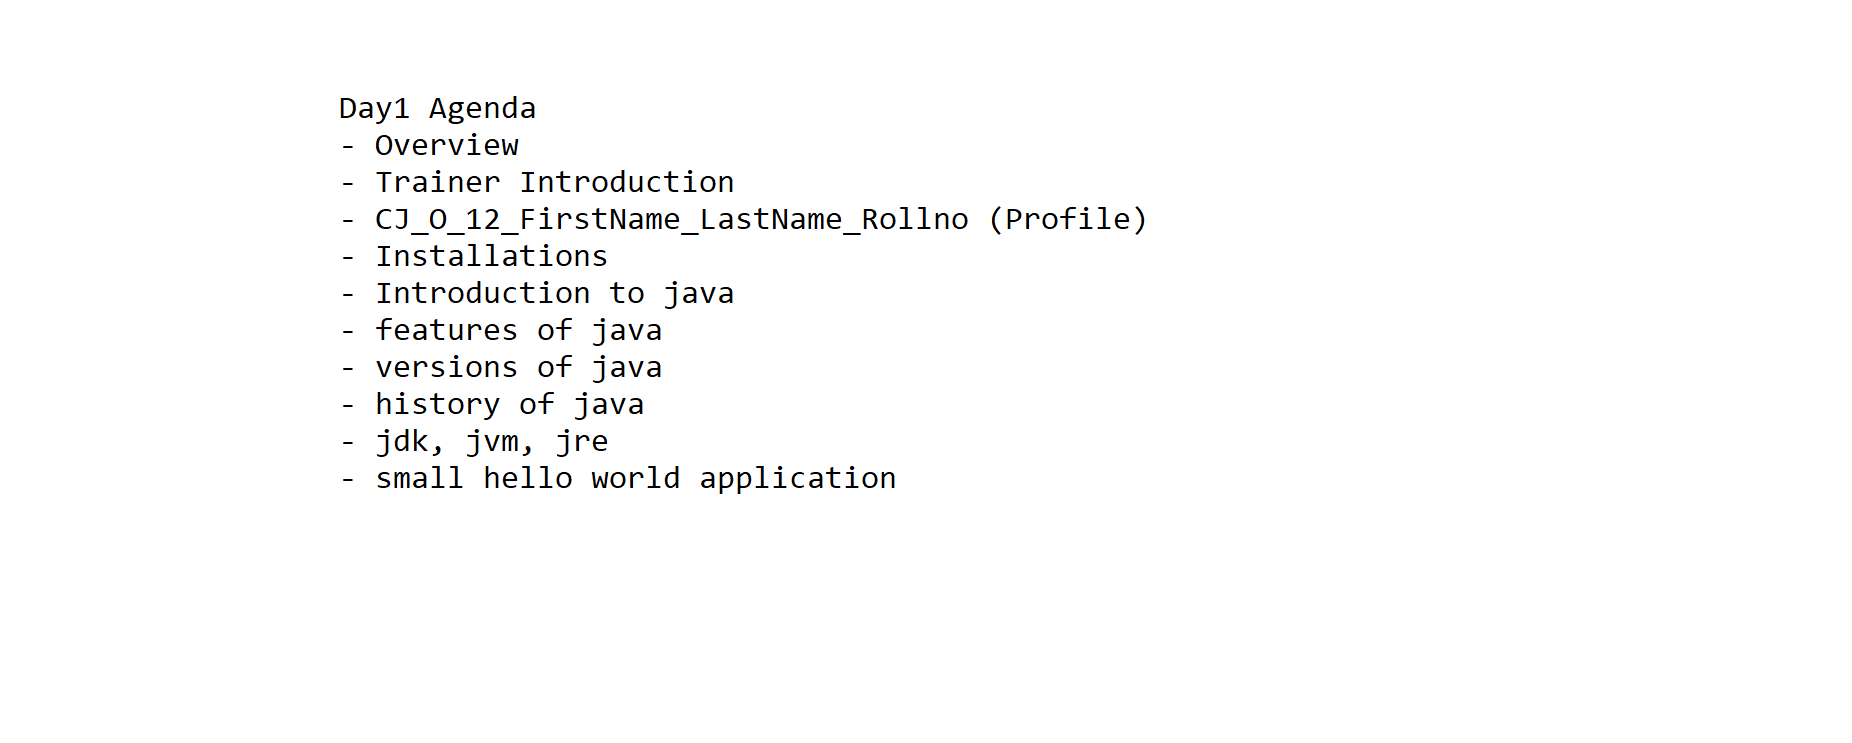 Day1 Agenda
- Overview
- Trainer Introduction
- CJ_O_12_FirstName_LastName_Rollno (Profile)
- Installations
- Introduction to java
- features of java
- versions of java
- history of java
- jdk, jvm, jre
- small hello world application